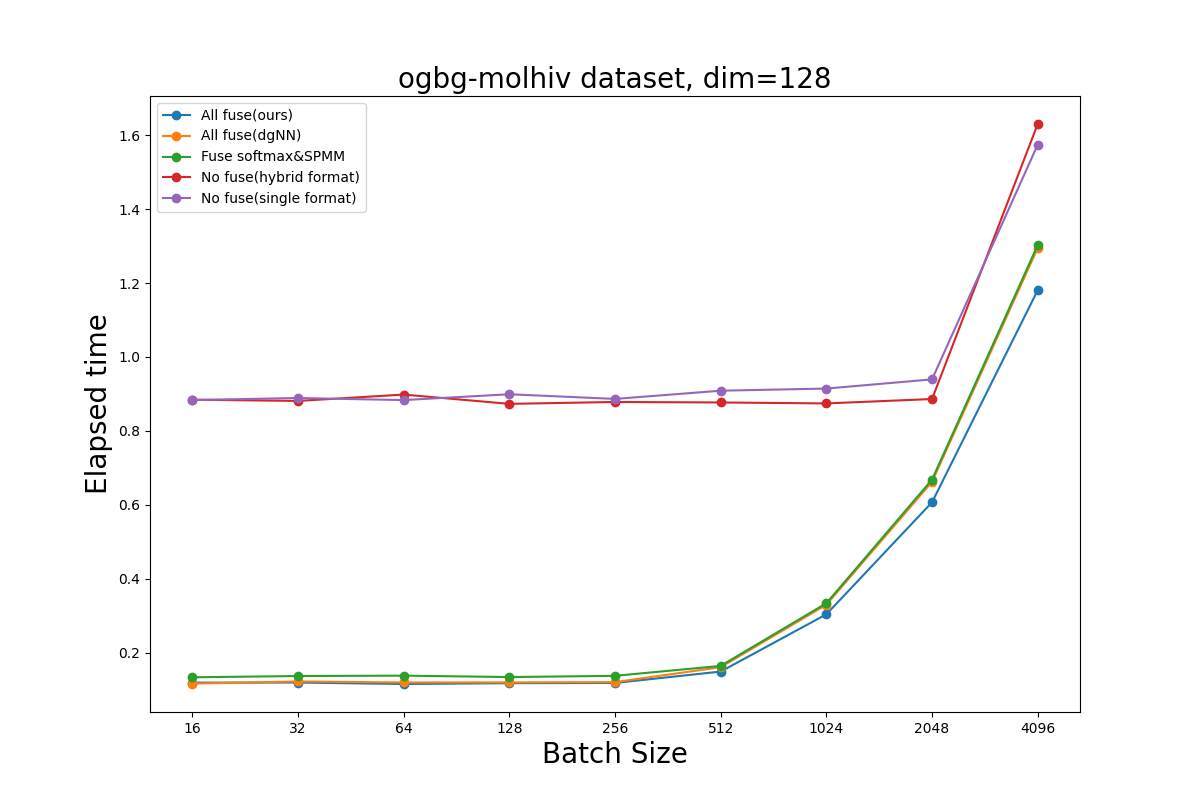 ogbg-molhiv dataset, dim=128
All fuse(ours)
All fuse(dgNN)
Fuse softmax&SPMM
No fuse(hybrid format)
No fuse(single format)
Elapsed time
1.6
1.4
1.2
1.0
0.8
0.6
0.4
0.2
16 32 64 128 256 512 1024 2048 4096
Batch Size